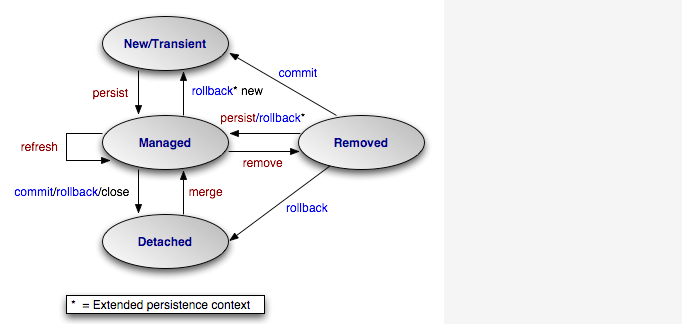 New/Transient
commit
persist
rollback* new
persist/rollback*
Managed
Removed
refresh
remove
commit/rollback/close
merge
rollback
Detached
* = Extended persistence context